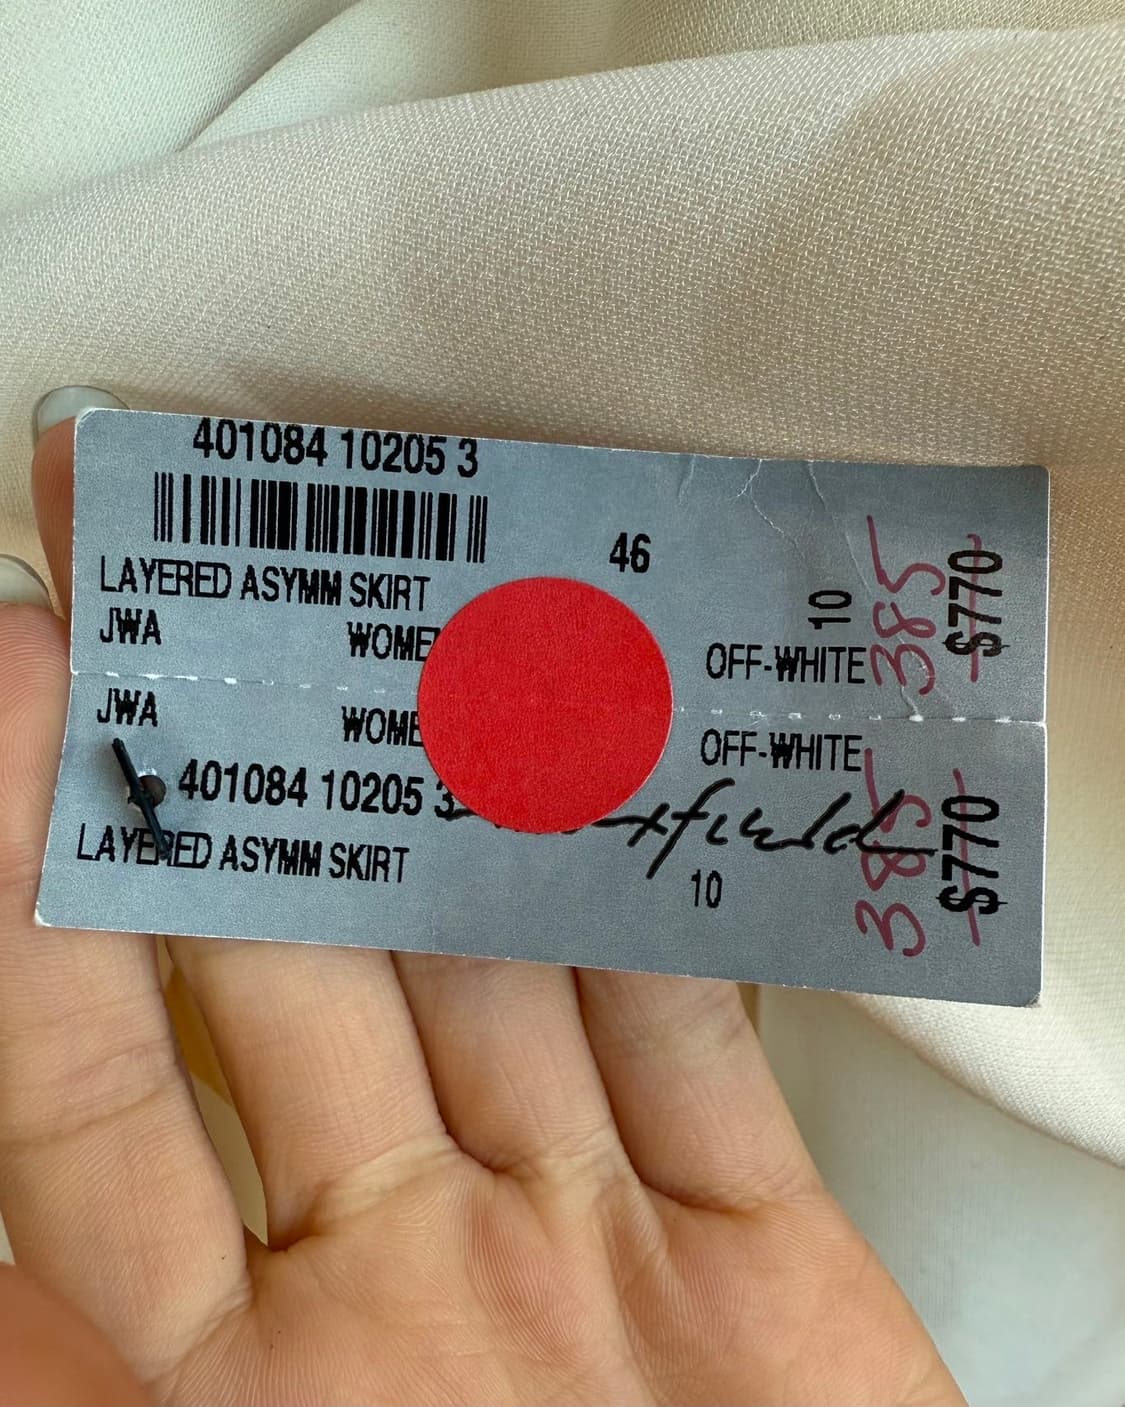 401084 10205 3
46
LAYERED ASYMM SKIRT
10
JWA WOME OFF-WHITE 385 $770
JWA WOME OFF-WHITE
401084 10205 3
385 $770
LAYERED ASYMM SKIRT
10